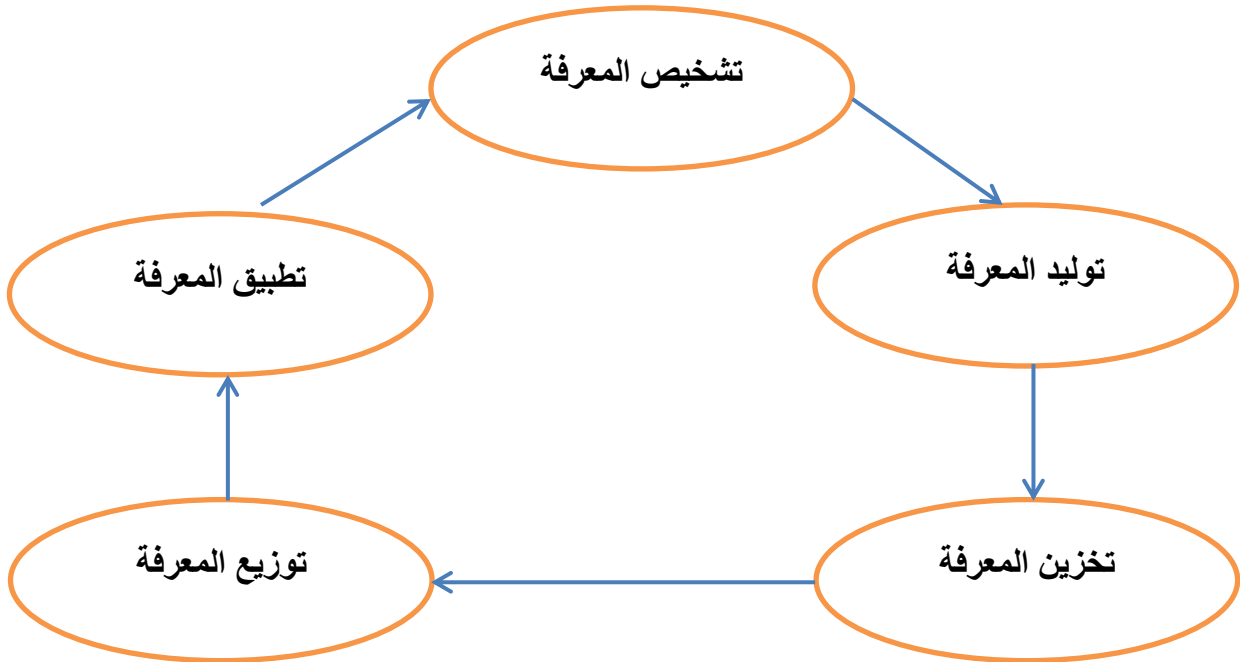 تشخيص المعرفة
توليد المعرفة
تخزين المعرفة
توزيع المعرفة
تطبيق المعرفة